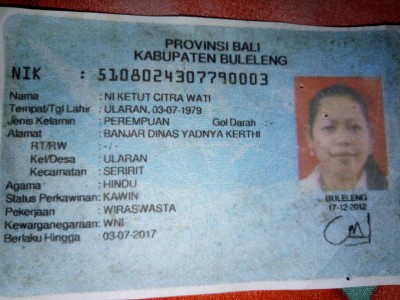 PROVINSI BALI
KABUPATEN BULELENG
NIK : 5108024307790003
Nama : NI KETUT CITRA WATI
Tempat/Tgl Lahir : ULARAN, 03-07-1979
Jenis Kelamin : PEREMPUAN Gol Darah : -
Alamat : BANJAR DINAS YADNYA KERTHI
RT/RW : -/-
Kel/Desa : ULARAN
Kecamatan : SERIRIT
Agama : HINDU
Status Perkawinan: KAWIN
Pekerjaan : WIRASWASTA
Kewarganegaraan: WNI
Berlaku Hingga : 03-07-2017
BULELENG
17-12-2012